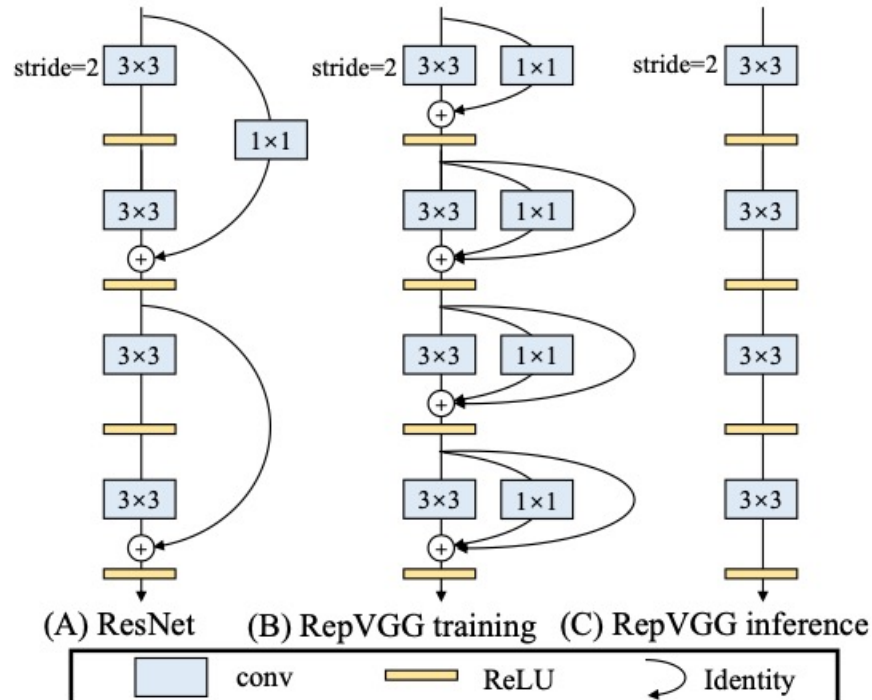 stride=2 3×3 stride=2 3×3 1×1 stride=2 3×3
1×1
3×3 3×3 1×1 3×3
3×3 3×3 1×1 3×3
3×3 3×3 1×1 3×3
(A) ResNet (B) RepVGG training (C) RepVGG inference
conv ReLU Identity